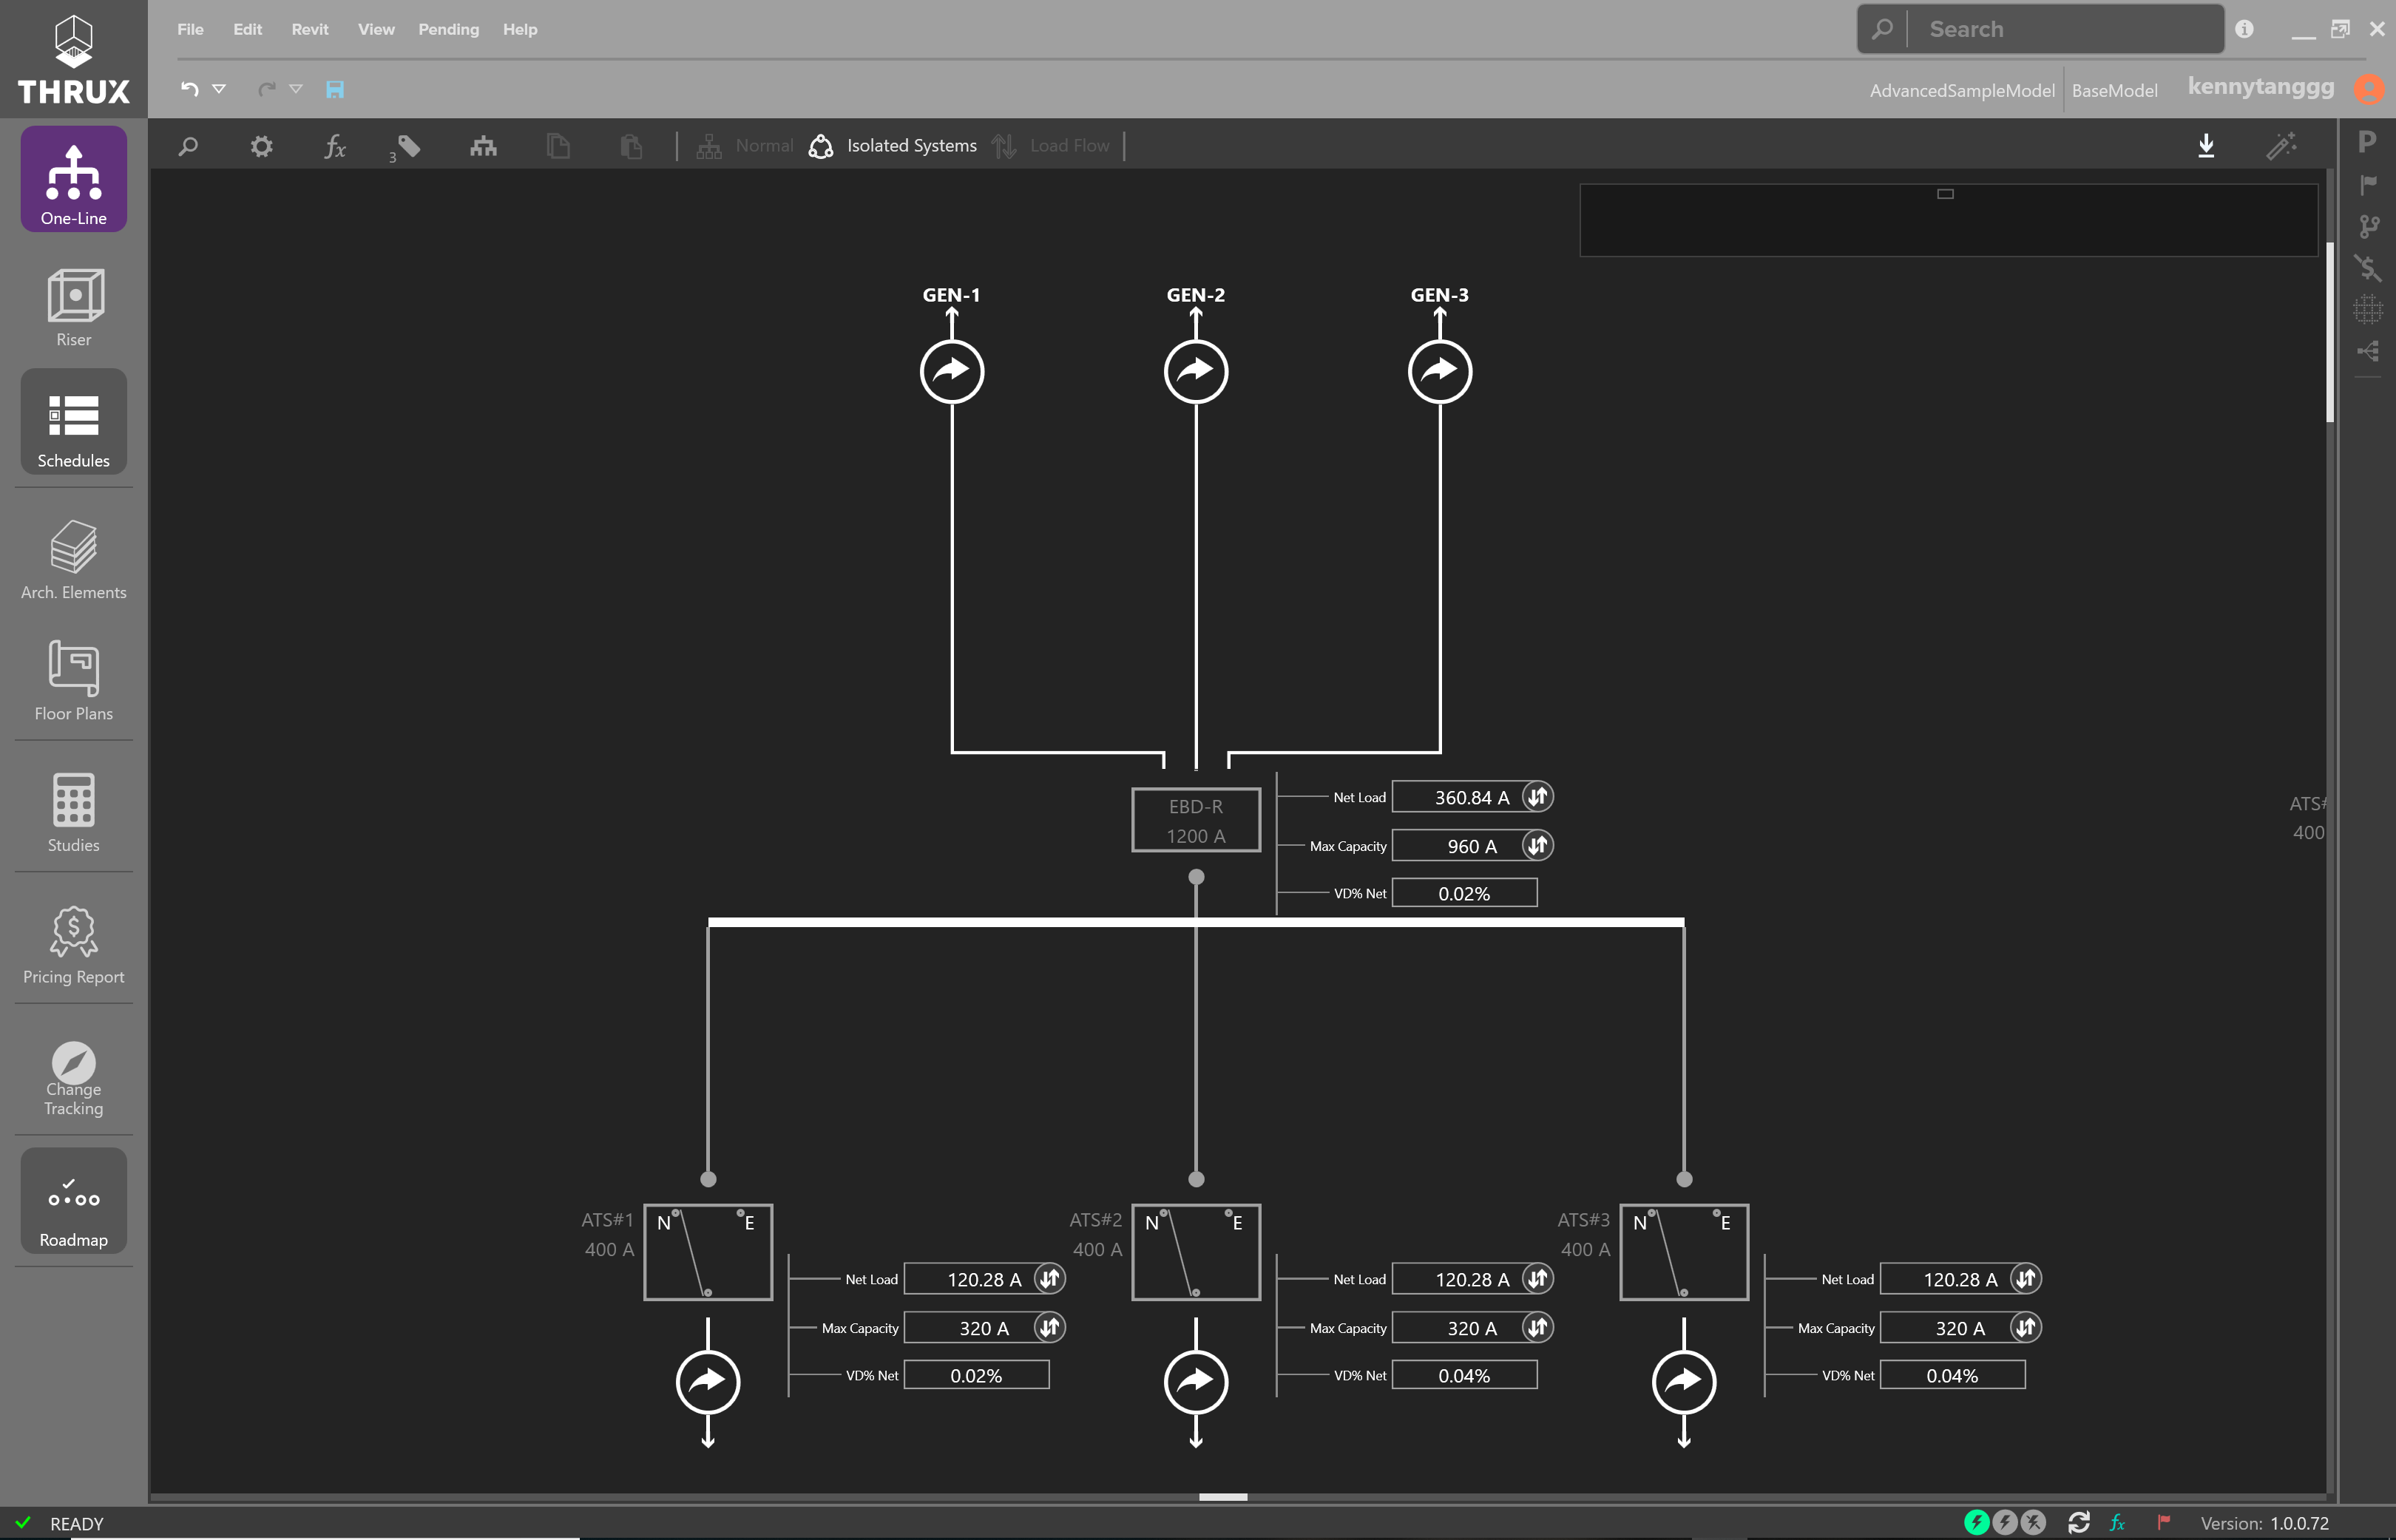 THRUX
File Edit Revit View Pending Help
Search
AdvancedSampleModel BaseModel kennytanggg
One-Line
Riser
Schedules
Arch. Elements
Floor Plans
Studies
Pricing Report
Change
Tracking
Roadmap
fx 3 Normal Isolated Systems Load Flow
P
GEN-1 GEN-2 GEN-3
EBD-R
1200 A
Net Load 360.84 A
Max Capacity 960 A
VD% Net 0.02%
ATS#
400
ATS#1
400 A
N E
Net Load 120.28 A
Max Capacity 320 A
VD% Net 0.02%
ATS#2
400 A
N E
Net Load 120.28 A
Max Capacity 320 A
VD% Net 0.04%
ATS#3
400 A
N E
Net Load 120.28 A
Max Capacity 320 A
VD% Net 0.04%
READY
fx
Version: 1.0.0.72